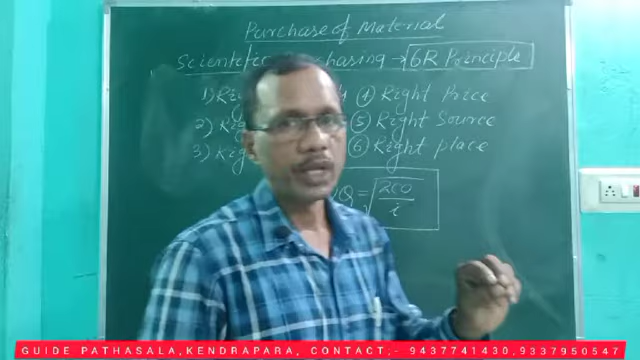 Purchase of Material
Scientific → 6R Principle
1) ④ Right Price
2) ⑤ Right Source
3) ⑥ Right place
Q = √2CO/i
GUIDE PATHASALA,KENDRAPARA, CONTACT,- 9437741430,9337950547